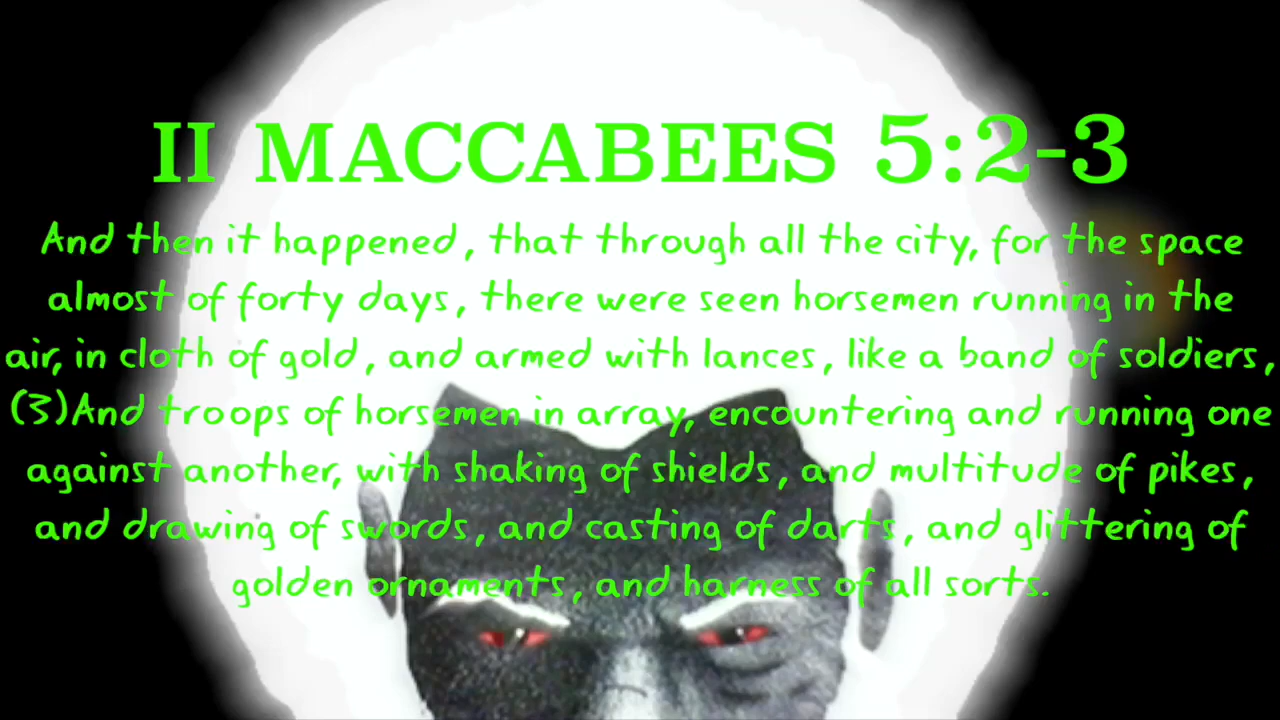 II MACCABEES 5:2-3
And then it happened, that through all the city, for the space
almost of forty days, there were seen horsemen running in the
air, in cloth of gold, and armed with lances, like a band of soldiers,
(3)And troops of horsemen in array, encountering and running one
against another, with shaking of shields, and multitude of pikes,
and drawing of swords, and casting of darts, and glittering of
golden ornaments, and harness of all sorts.